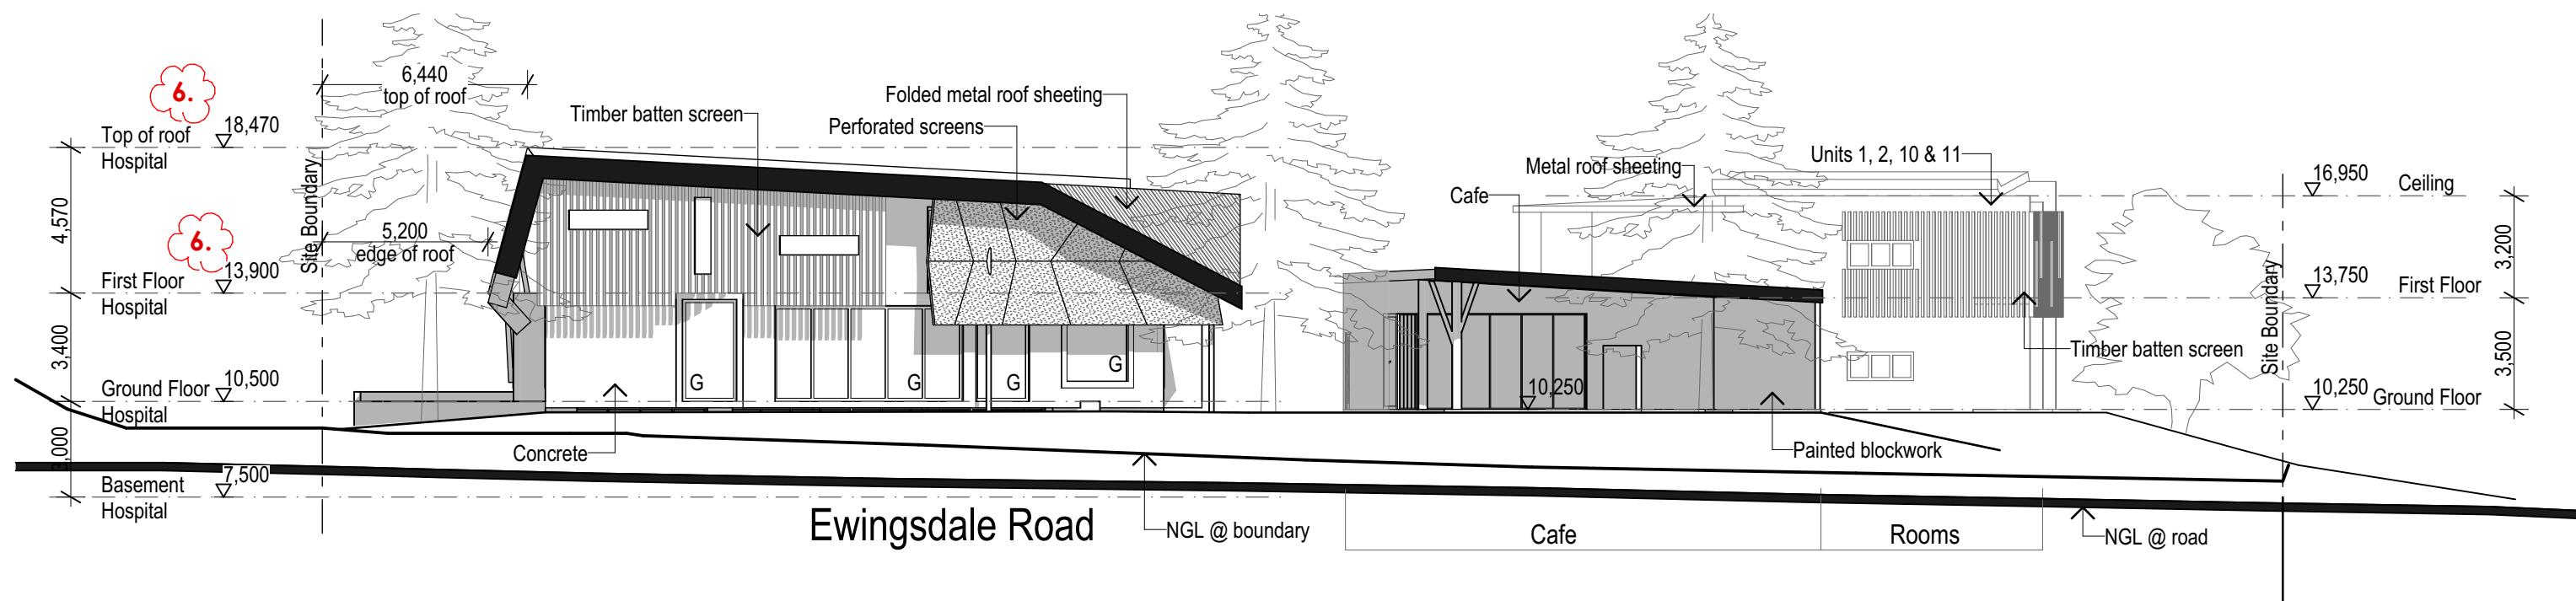 6.
6,440
top of roof
Top of roof
Hospital
18,470
Site Boundary
Timber batten screen
Folded metal roof sheeting
Perforated screens
Metal roof sheeting
Units 1, 2, 10 & 11
Cafe
16,950
Ceiling
4,570
6.
5,200
edge of roof
First Floor
Hospital
13,900
13,750
First Floor
3,200
Site Boundary
Timber batten screen
3,400
Ground Floor
Hospital
10,500
G
G
G
G
10,250
10,250
Ground Floor
3,500
Concrete
Painted blockwork
3,000
7,500
Basement
Hospital
Ewingsdale Road
NGL @ boundary
Cafe
Rooms
NGL @ road